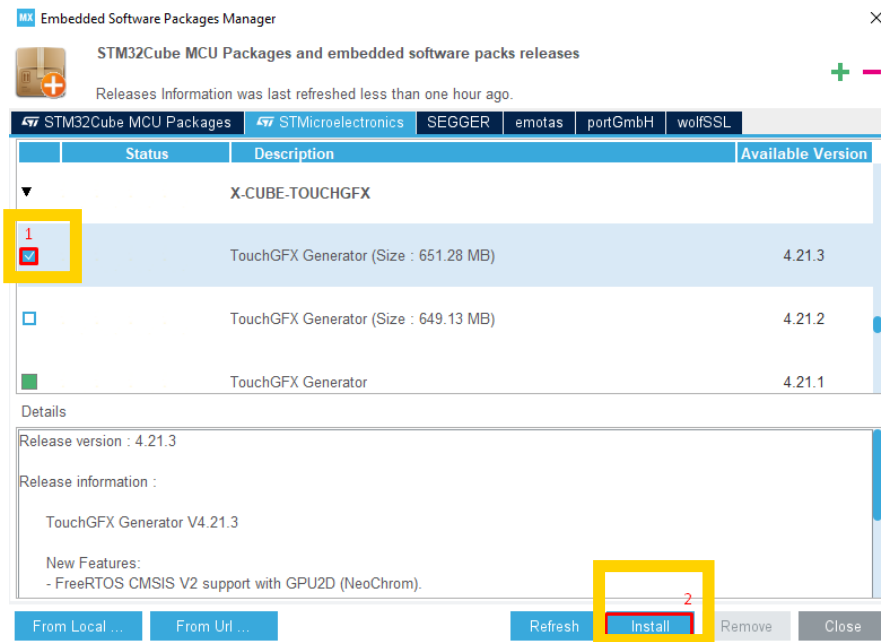 MX Embedded Software Packages Manager
STM32Cube MCU Packages and embedded software packs releases
Releases Information was last refreshed less than one hour ago.
STM32Cube MCU Packages STMicroelectronics SEGGER emotas portGmbH wolfSSL
Status Description Available Version
X-CUBE-TOUCHGFX
1
TouchGFX Generator (Size : 651.28 MB) 4.21.3
TouchGFX Generator (Size : 649.13 MB) 4.21.2
TouchGFX Generator 4.21.1
Details
Release version : 4.21.3
Release information :
TouchGFX Generator V4.21.3
New Features:
- FreeRTOS CMSIS V2 support with GPU2D (NeoChrom).
2
From Local ... From Url ... Refresh Install Remove Close